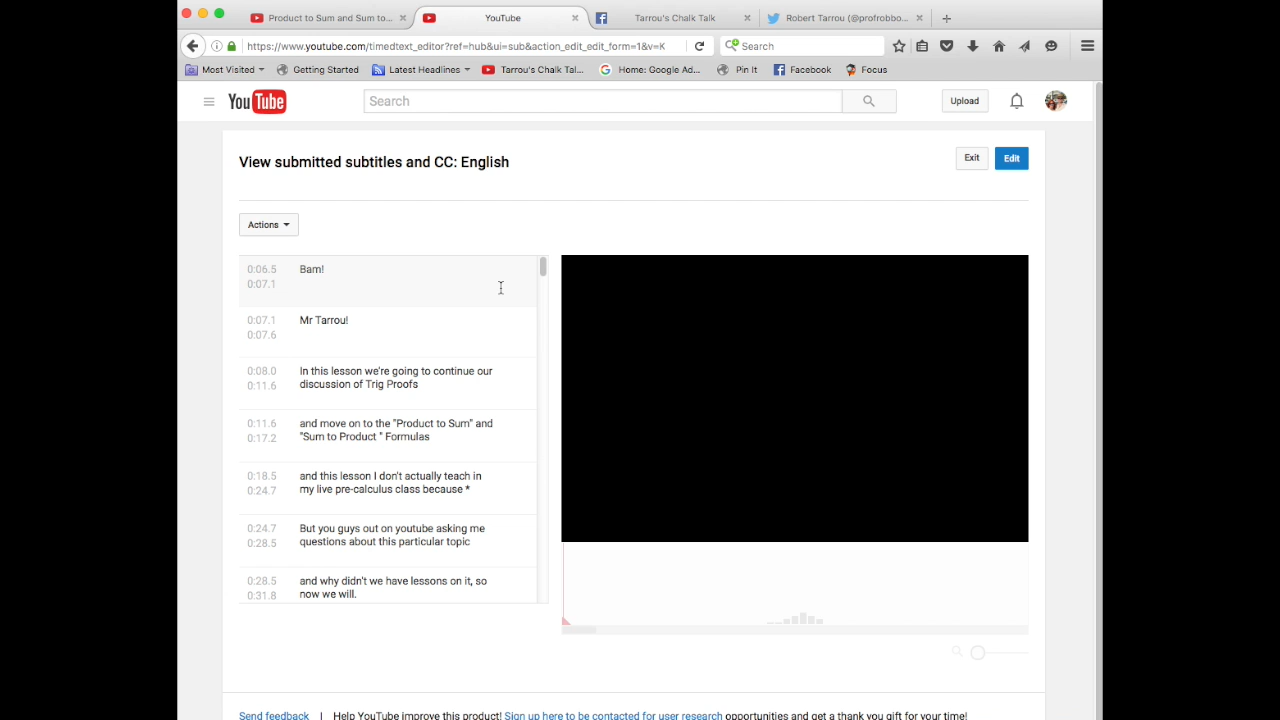 Product to Sum and Sum to...
YouTube
Tarrou's Chalk Talk
Robert Tarrou (@profrobbo...
https://www.youtube.com/timedtext_editor?ref=hub&ui=sub&action_edit_edit_form=1&v=K
Search
Most Visited
Getting Started
Latest Headlines
Tarrou's Chalk Tal...
Home: Google Ad...
Pin It
Facebook
Focus
YouTube
Search
Upload
View submitted subtitles and CC: English
Exit
Edit
Actions
0:06.5 Bam!
0:07.1
0:07.1 Mr Tarrou!
0:07.6
0:08.0 In this lesson we're going to continue our
0:11.6 discussion of Trig Proofs
0:11.6 and move on to the "Product to Sum" and
0:17.2 "Sum to Product " Formulas
0:18.5 and this lesson I don't actually teach in
0:24.7 my live pre-calculus class because *
0:24.7 But you guys out on youtube asking me
0:28.5 questions about this particular topic
0:28.5 and why didn't we have lessons on it, so
0:31.8 now we will.
Send feedback | Help YouTube improve this product! Sign up here to be contacted for user research opportunities and get a thank you gift for your time!